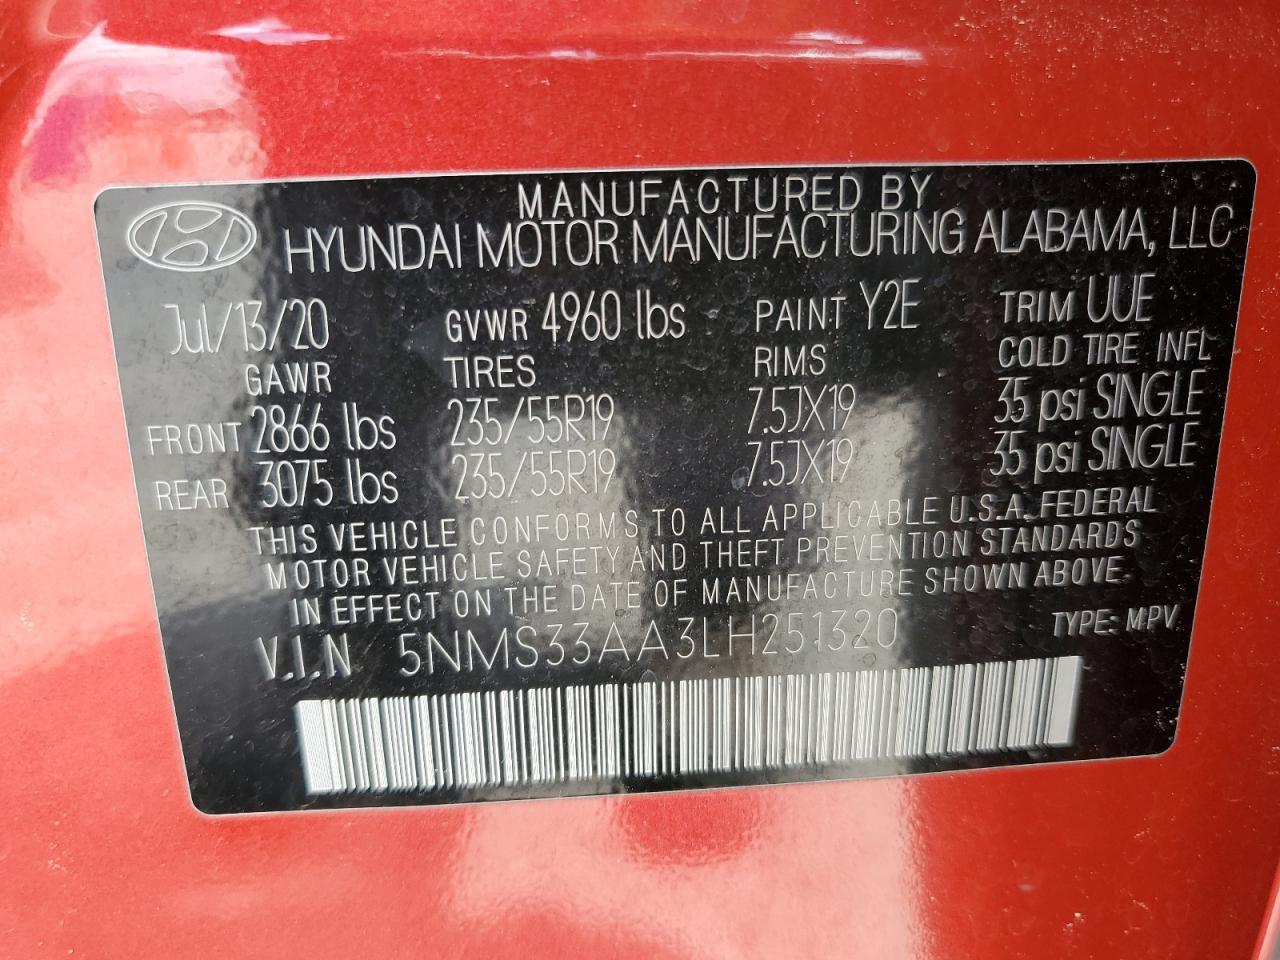 MANUFACTURED BY
HYUNDAI MOTOR MANUFACTURING ALABAMA, LLC
Jul/13/20 GVWR 4960 lbs PAINT Y2E TRIM UUE
GAWR TIRES RIMS COLD TIRE INFL
FRONT 2866 lbs 235/55R19 7.5JX19 35 psi SINGLE
REAR 3075 lbs 235/55R19 7.5JX19 35 psi SINGLE
THIS VEHICLE CONFORMS TO ALL APPLICABLE U.S.A. FEDERAL
MOTOR VEHICLE SAFETY AND THEFT PREVENTION STANDARDS
IN EFFECT ON THE DATE OF MANUFACTURE SHOWN ABOVE.
V.I.N 5NMS33AA3LH251320 TYPE: MPV